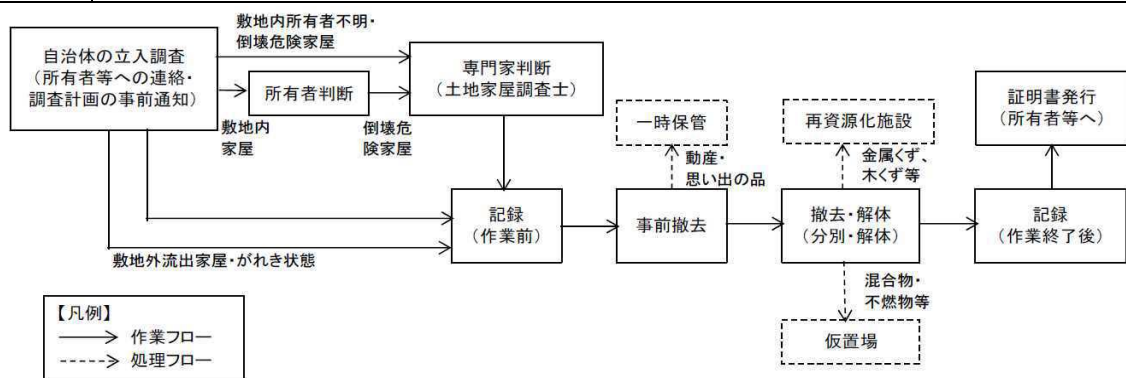 敷地内所有者不明・
倒壊危険家屋
自治体の立入調査
（所有者等への連絡・
調査計画の事前通知）
所有者判断
敷地内
家屋
倒壊危
険家屋
専門家判断
（土地家屋調査士）
敷地外流出家屋・がれき状態
記録
（作業前）
一時保管
動産・
思い出の品
事前撤去
再資源化施設
金属くず、
木くず等
撤去・解体
（分別・解体）
混合物・
不燃物等
仮置場
証明書発行
（所有者等へ）
記録
（作業終了後）
【凡例】
作業フロー
処理フロー